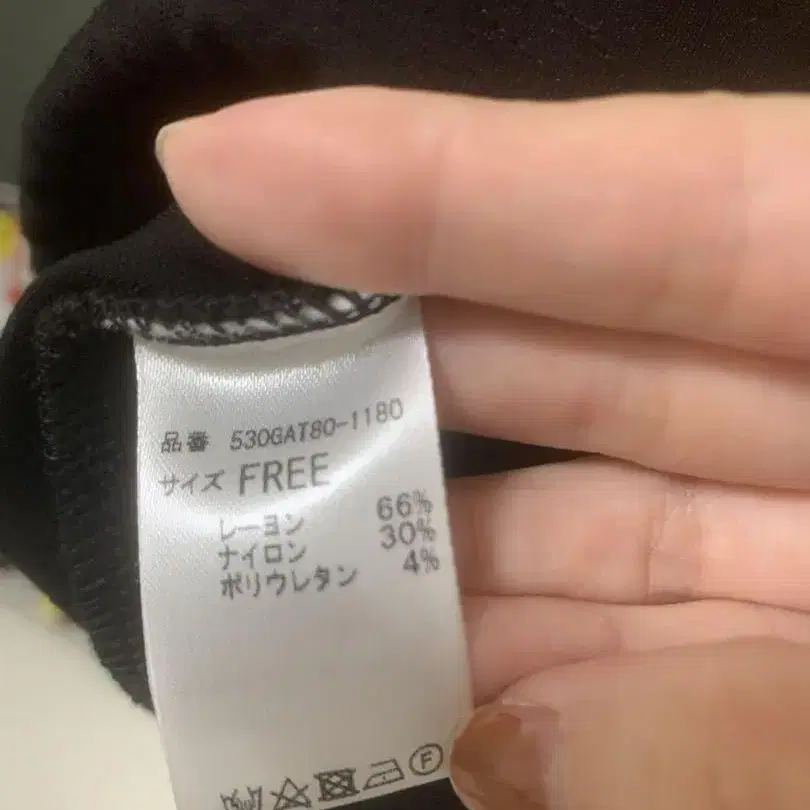 品番 530GAT80-1180
サイズ FREE
レーヨン 66%
ナイロン 30%
ポリウレタン 4%
F